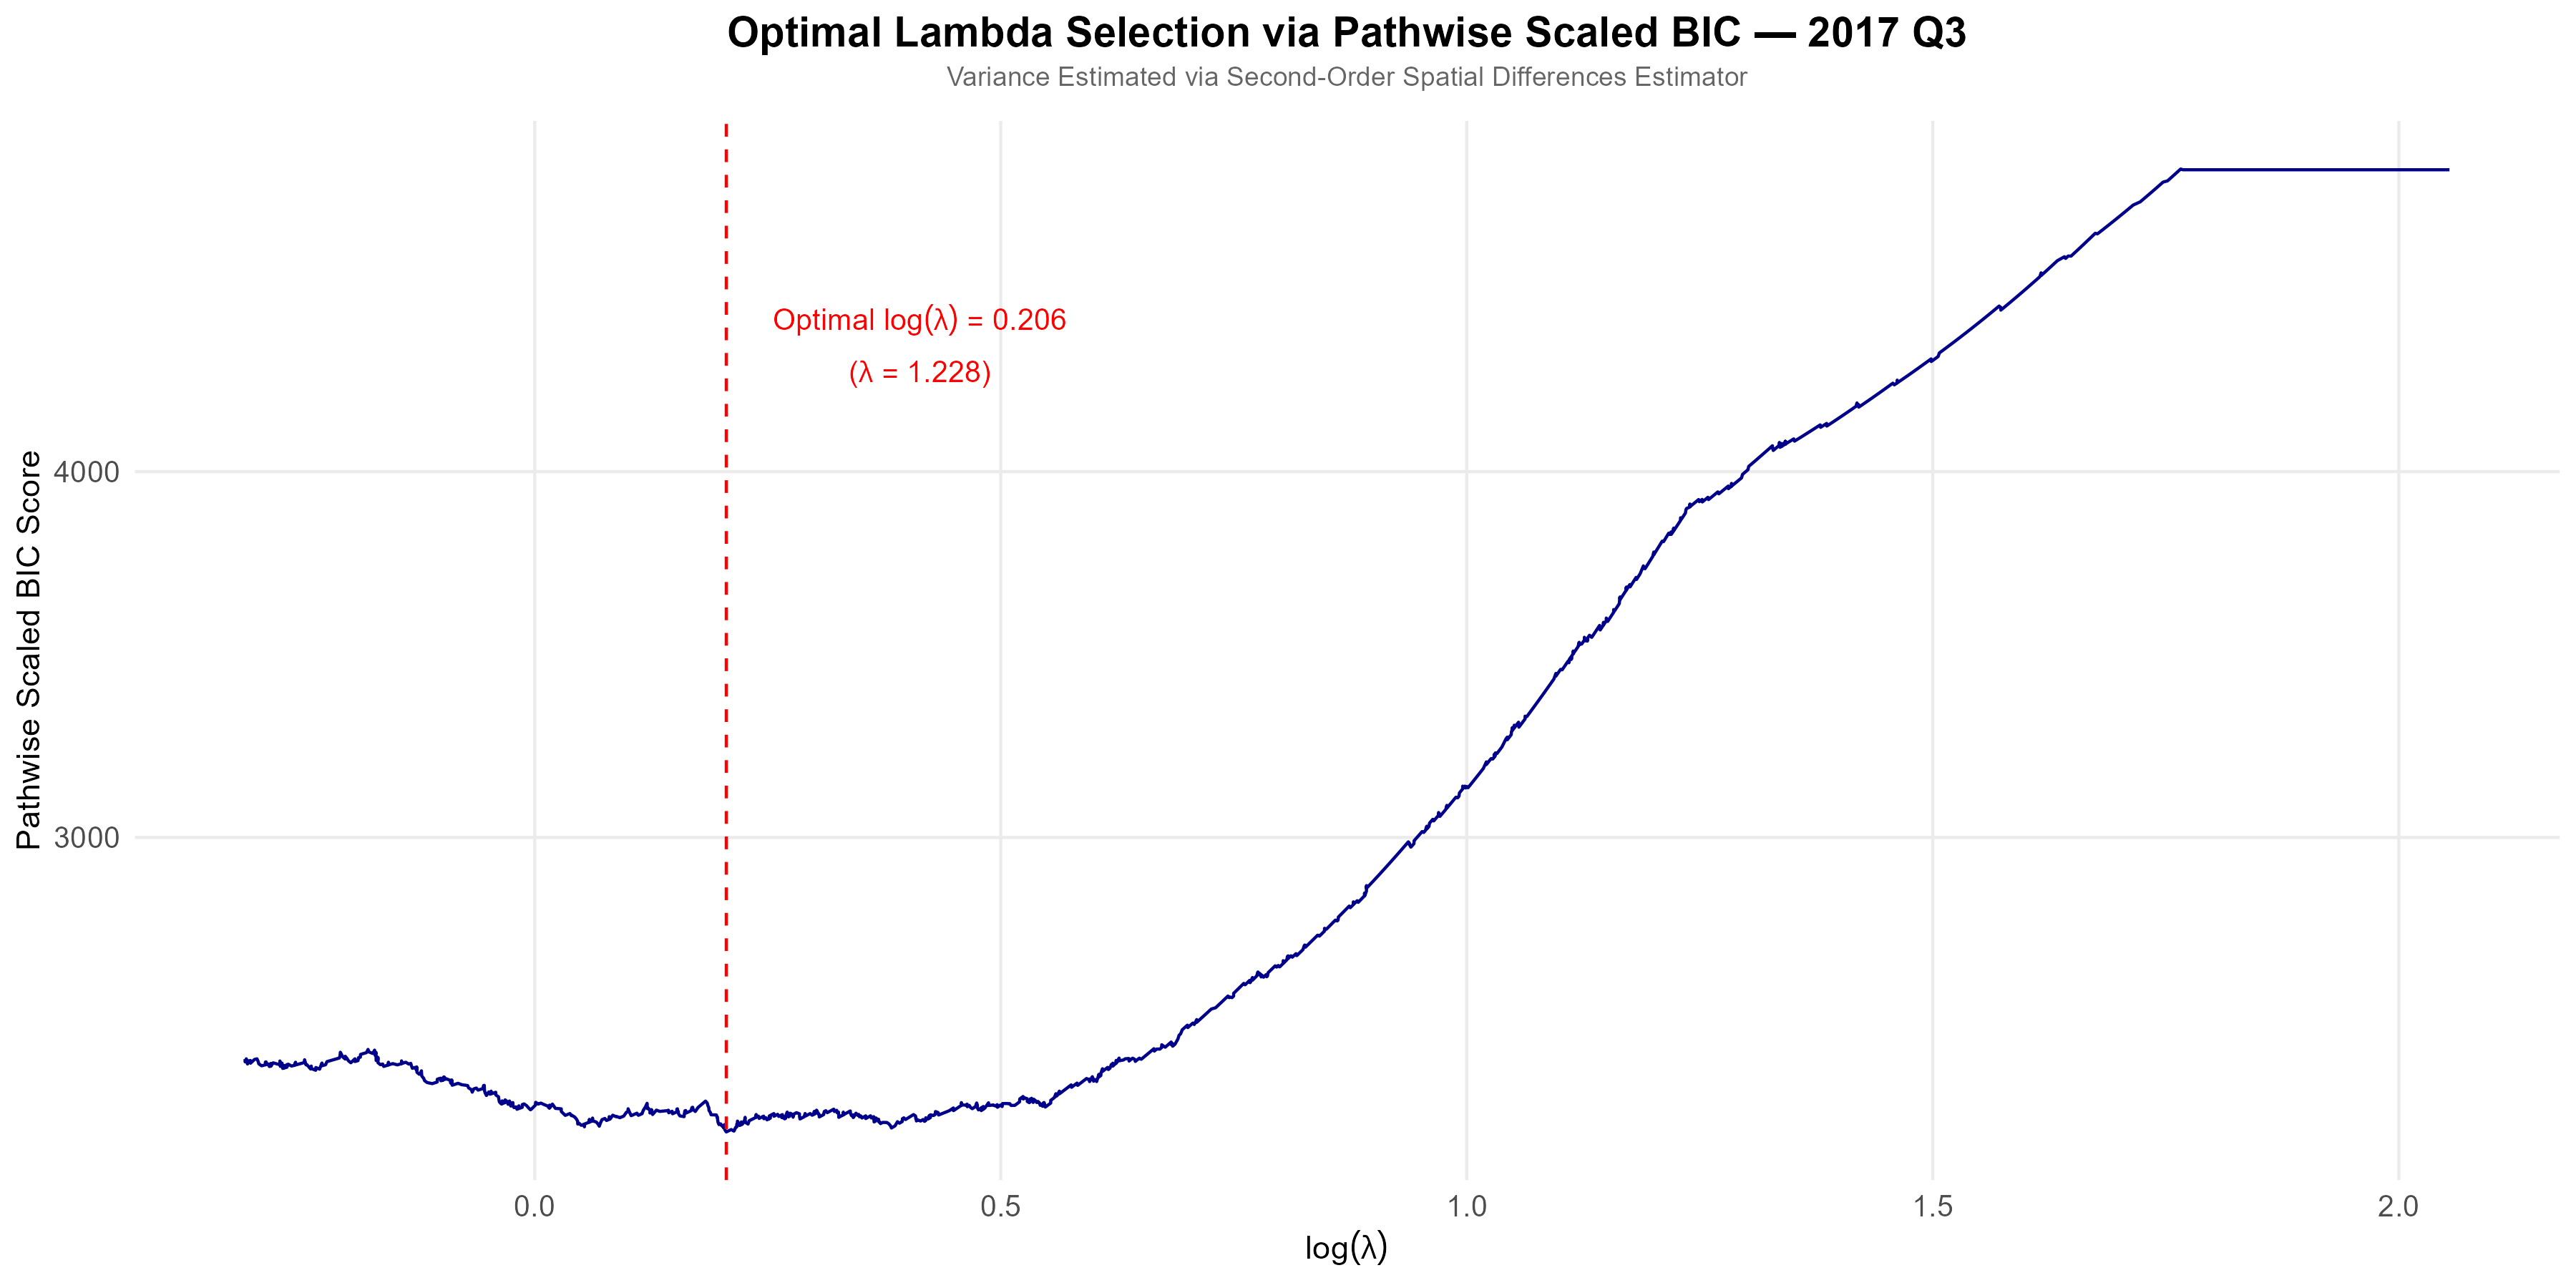 Optimal Lambda Selection via Pathwise Scaled BIC — 2017 Q3
Variance Estimated via Second-Order Spatial Differences Estimator
Optimal log(λ) = 0.206
(λ = 1.228)
Pathwise Scaled BIC Score
4000
3000
0.0
0.5
1.0
1.5
2.0
log(λ)